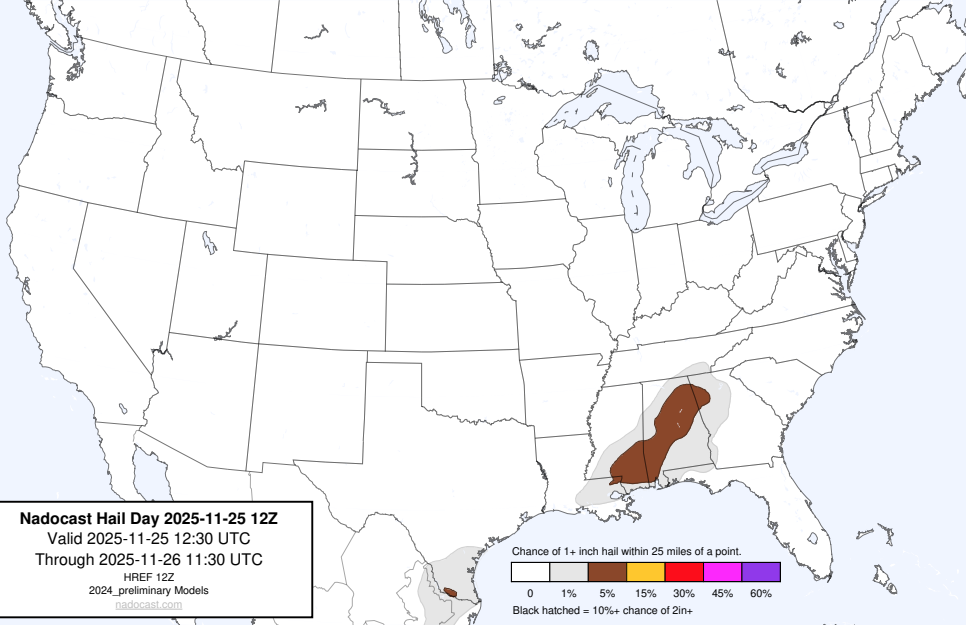 Nadocast Hail Day 2025-11-25 12Z
Valid 2025-11-25 12:30 UTC
Through 2025-11-26 11:30 UTC
HREF 12Z
2024_preliminary Models
nadocast.com
Chance of 1+ inch hail within 25 miles of a point.
0 1% 5% 15% 30% 45% 60%
Black hatched = 10%+ chance of 2in+